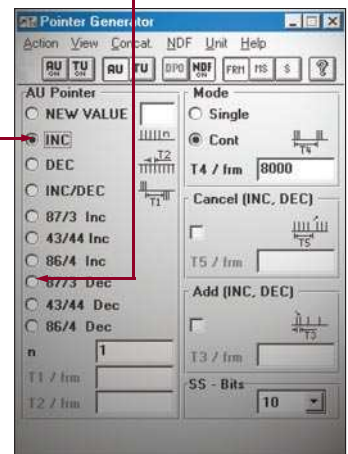 Pointer Generator
Action View Concat. NDF Unit Help
AU ON TU ON AU TU DPO NDF ON FRM MS $ ?
AU Pointer
NEW VALUE
INC
n
DEC
T2
INC/DEC
T1
87/3 Inc
43/44 Inc
86/4 Inc
87/3 Dec
43/44 Dec
86/4 Dec
n 1
T1 / frm
T2 / frm
Mode
Single
Cont
T4
T4 / frm 8000
Cancel (INC, DEC)
T5
T5 / frm
Add (INC, DEC)
T3
T3 / frm
SS - Bits
10